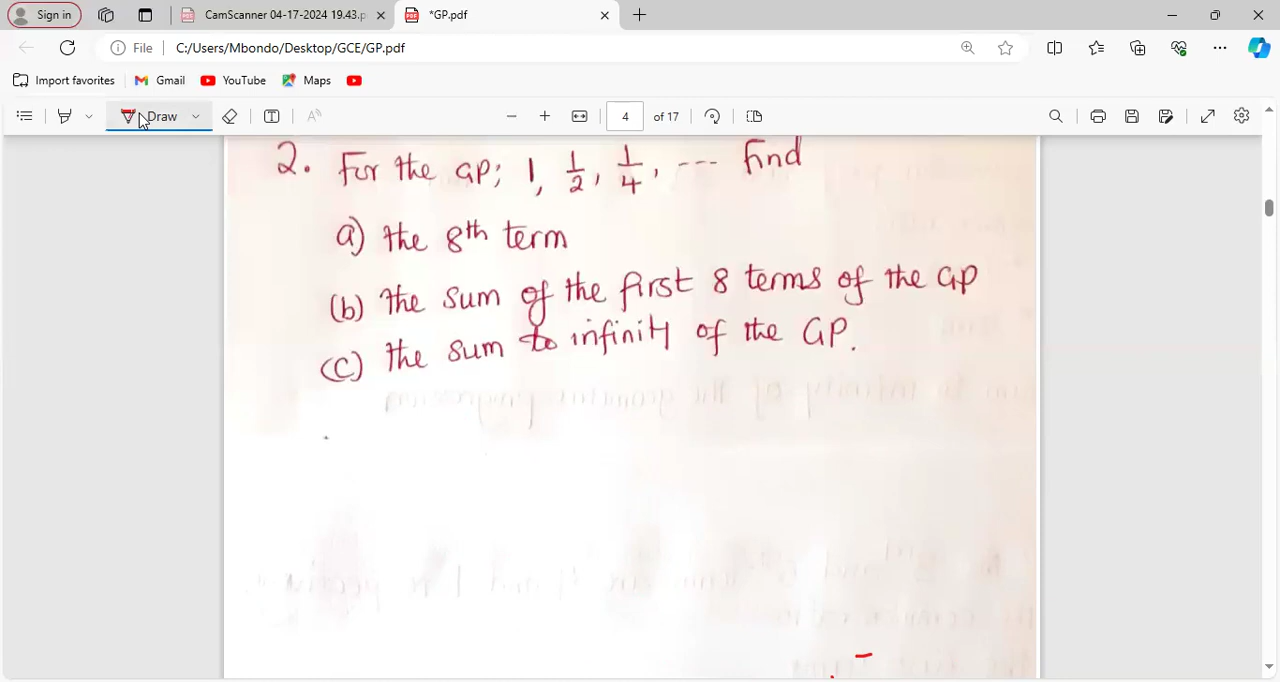 Sign in
CamScanner 04-17-2024 19.43.p
*GP.pdf
File
C:/Users/Mbondo/Desktop/GCE/GP.pdf
Import favorites
Gmail
YouTube
Maps
Draw
4 of 17
2. For the GP; 1, 1/2, 1/4, --- find
a) the 8th term
(b) the sum of the first 8 terms of the GP
(c) the sum to infinity of the GP.